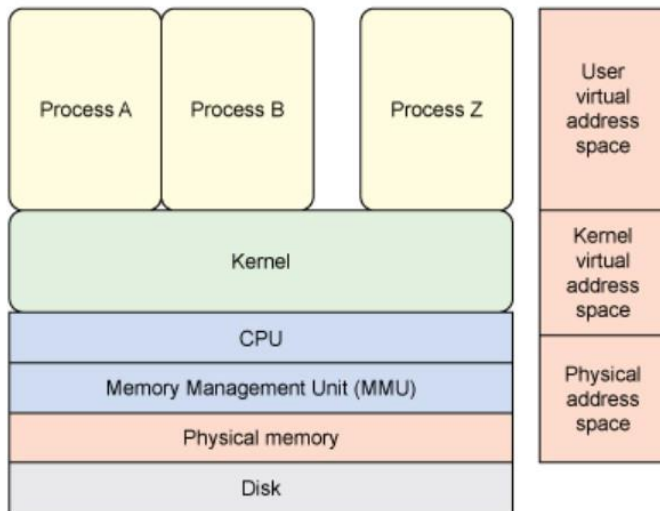 Process A
Process B
Process Z
User
virtual
address
space
Kernel
Kernel
virtual
address
space
CPU
Memory Management Unit (MMU)
Physical
address
space
Physical memory
Disk